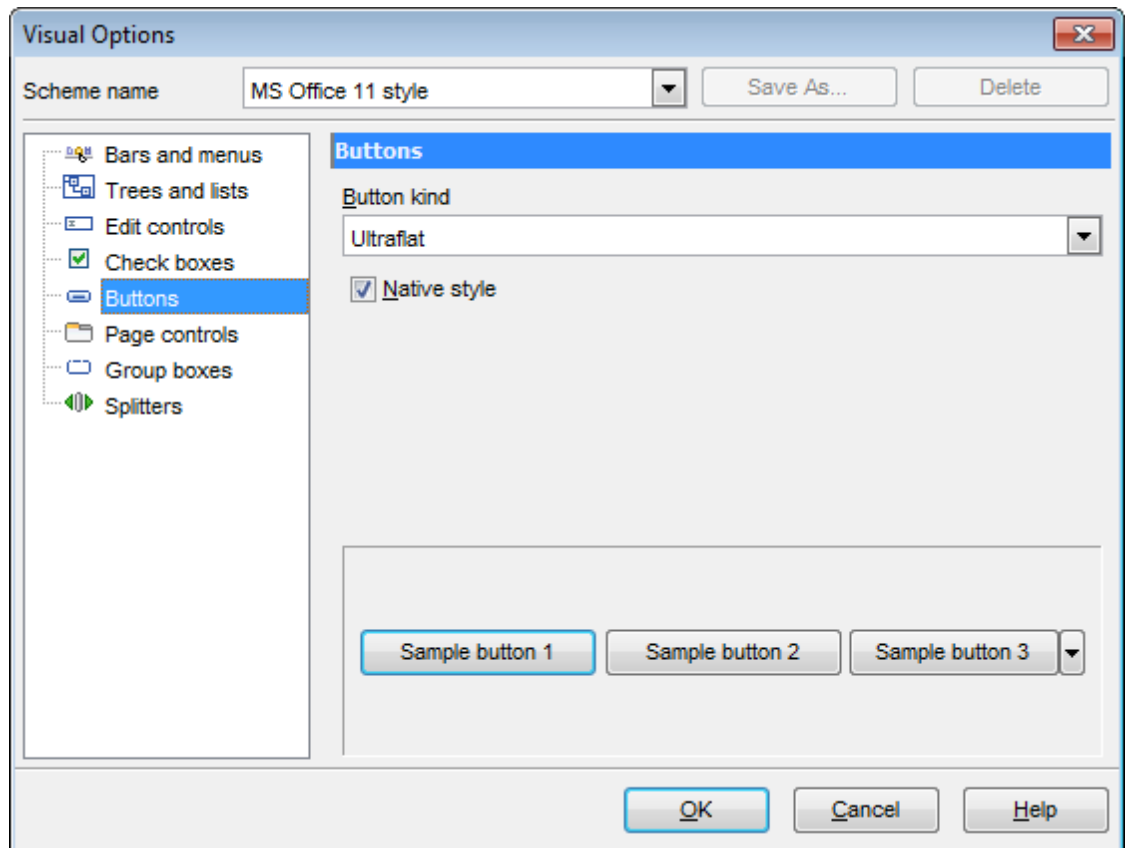 Visual Options
Scheme name MS Office 11 style Save As... Delete
Bars and menus
Trees and lists
Edit controls
Check boxes
Buttons
Page controls
Group boxes
Splitters
Buttons
Button kind
Ultraflat
Native style
Sample button 1 Sample button 2 Sample button 3
OK Cancel Help